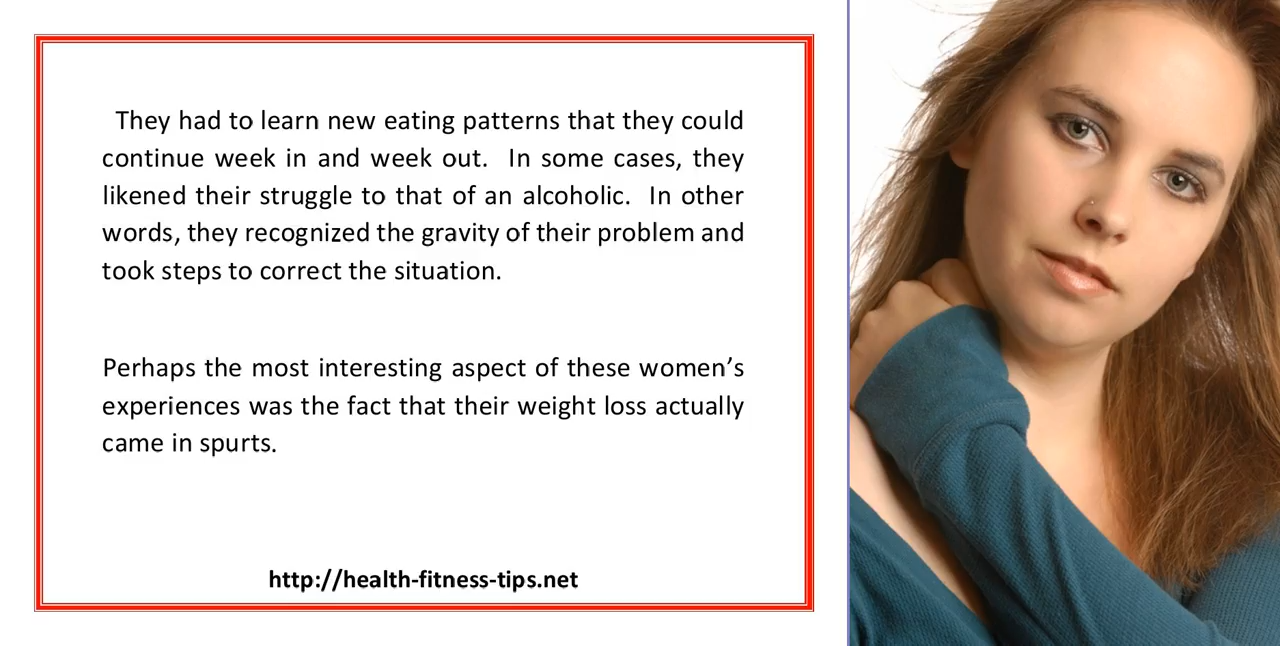 They had to learn new eating patterns that they could
continue week in and week out.  In some cases, they
likened their struggle to that of an alcoholic.  In other
words, they recognized the gravity of their problem and
took steps to correct the situation.
Perhaps the most interesting aspect of these women’s
experiences was the fact that their weight loss actually
came in spurts.
http://health-fitness-tips.net